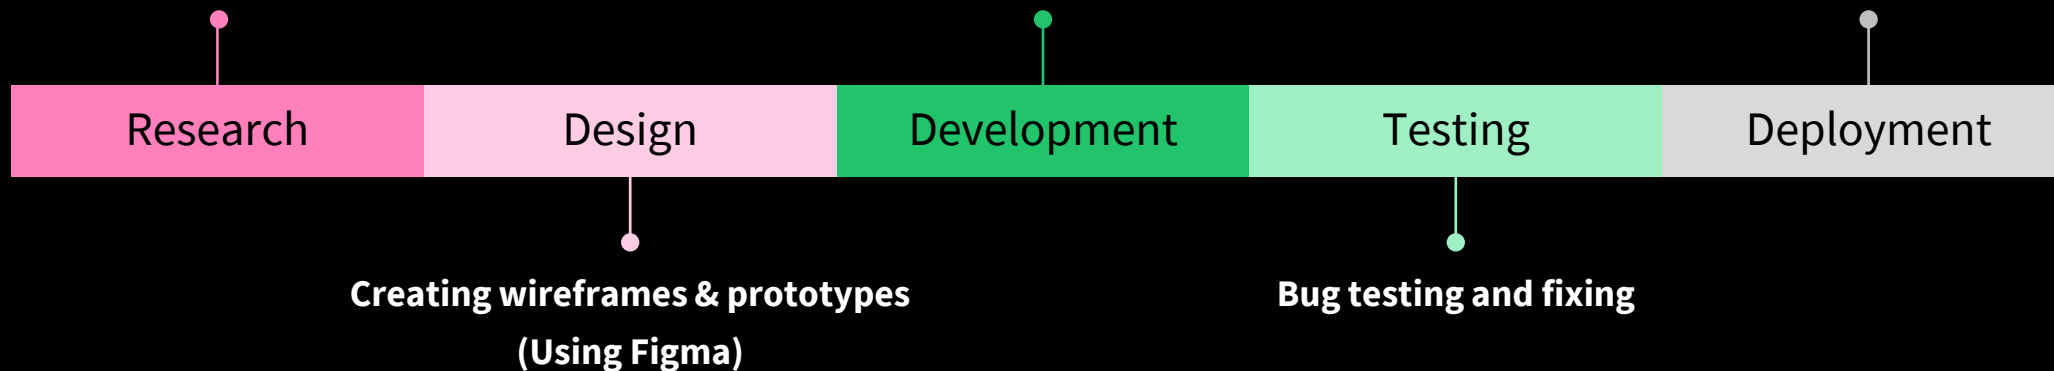 Research
Design
Development
Testing
Deployment
Creating wireframes & prototypes
(Using Figma)
Bug testing and fixing